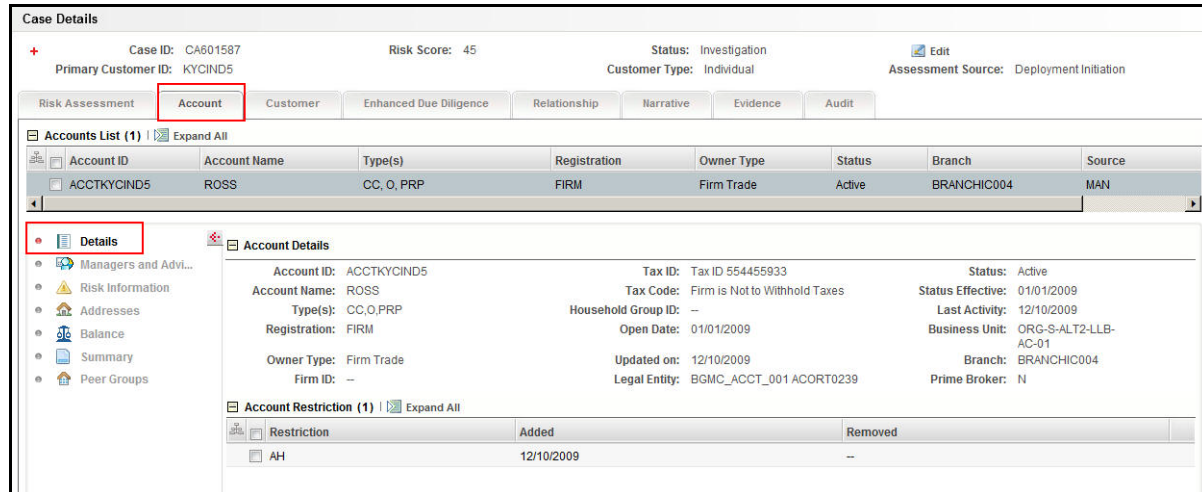 Case Details
+ Case ID: CA601587 Risk Score: 45 Status: Investigation Edit
Primary Customer ID: KYCIND5 Customer Type: Individual Assessment Source: Deployment Initiation
Risk Assessment Account Customer Enhanced Due Diligence Relationship Narrative Evidence Audit
Accounts List (1) | Expand All
Account ID Account Name Type(s) Registration Owner Type Status Branch Source
ACCTKYCIND5 ROSS CC, O, PRP FIRM Firm Trade Active BRANCHIC004 MAN
Details
Managers and Advi...
Risk Information
Addresses
Balance
Summary
Peer Groups
Account Details
Account ID: ACCTKYCIND5 Tax ID: Tax ID 554455933 Status: Active
Account Name: ROSS Tax Code: Firm is Not to Withhold Taxes Status Effective: 01/01/2009
Type(s): CC,O,PRP Household Group ID: -- Last Activity: 12/10/2009
Registration: FIRM Open Date: 01/01/2009 Business Unit: ORG-S-ALT2-LLB-
AC-01
Owner Type: Firm Trade Updated on: 12/10/2009 Branch: BRANCHIC004
Firm ID: -- Legal Entity: BGMC_ACCT_001 ACORT0239 Prime Broker: N
Account Restriction (1) | Expand All
Restriction Added Removed
AH 12/10/2009 --